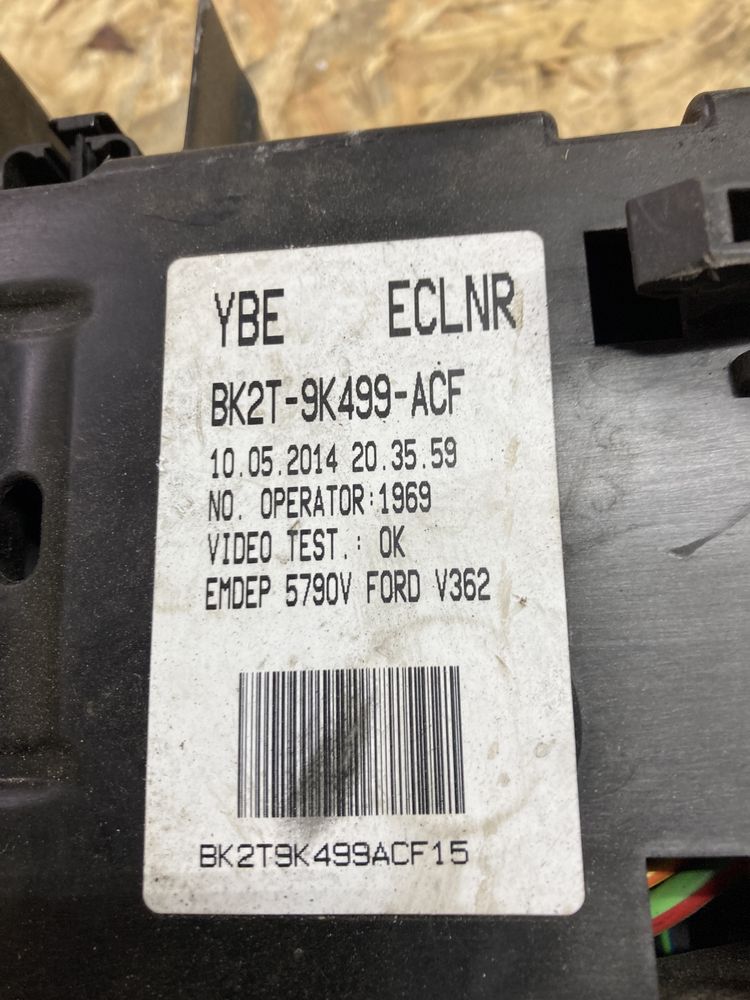 YBE ECLNR
BK2T-9K499-ACF
10.05.2014 20.35.59
NO. OPERATOR:1969
VIDEO TEST.: OK
EMDEP 5790V FORD V362
BK2T9K499ACF15